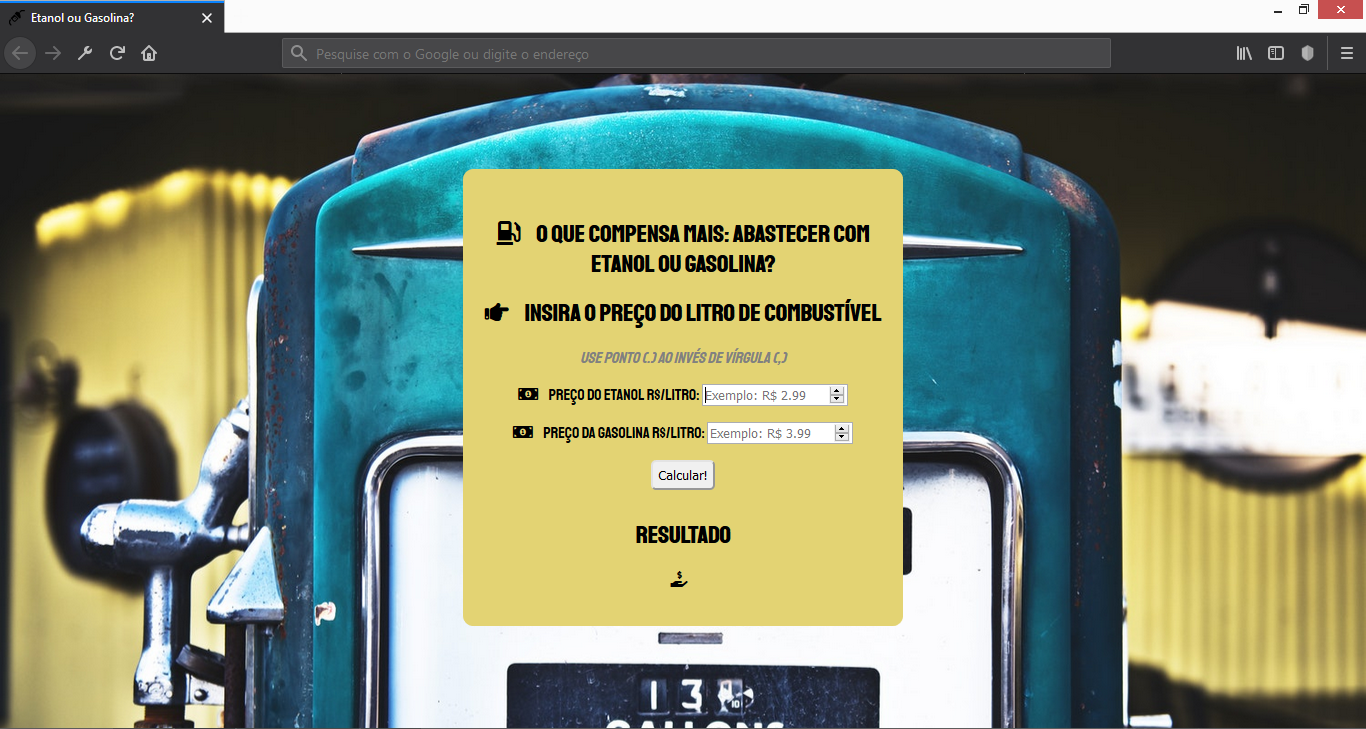 Etanol ou Gasolina?
Pesquise com o Google ou digite o endereço
O QUE COMPENSA MAIS: ABASTECER COM
ETANOL OU GASOLINA?
INSIRA O PREÇO DO LITRO DE COMBUSTÍVEL
USE PONTO (.) AO INVÉS DE VÍRGULA (,)
PREÇO DO ETANOL R$/LITRO: Exemplo: R$ 2.99
PREÇO DA GASOLINA R$/LITRO: Exemplo: R$ 3.99
Calcular!
RESULTADO
GALLONS